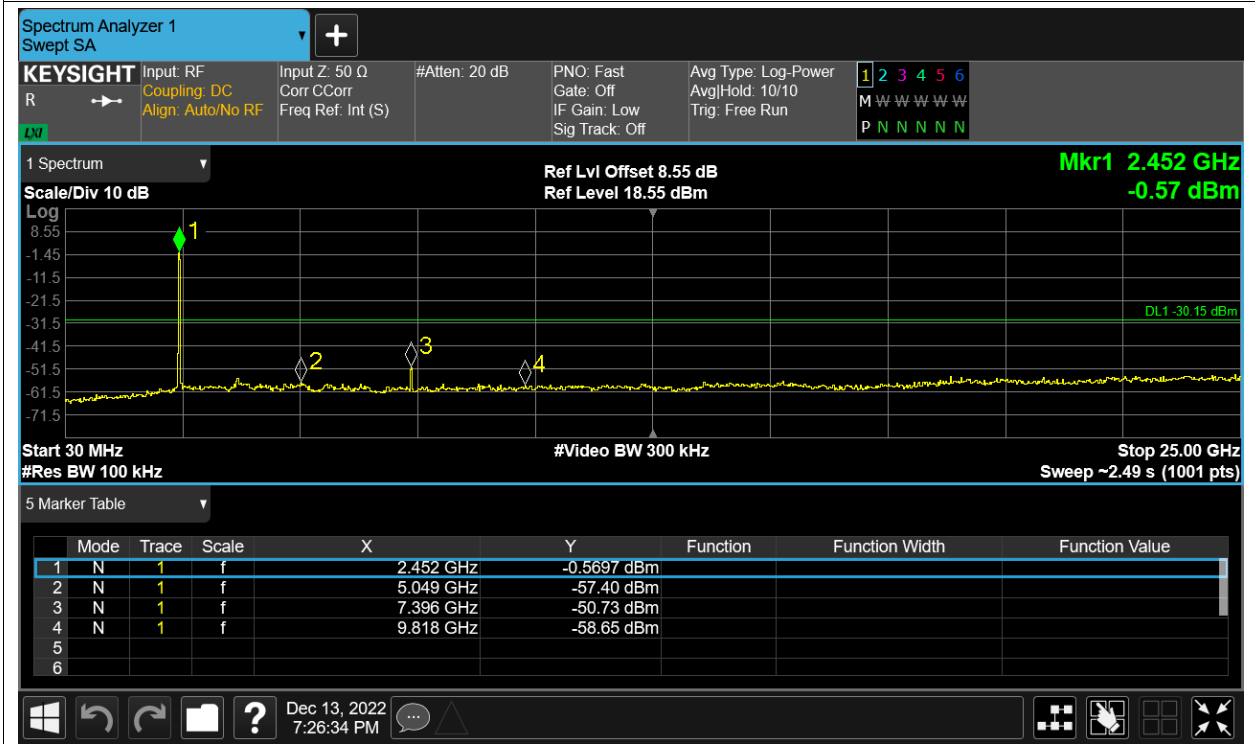 Spectrum Analyzer 1
Swept SA
+
KEYSIGHT Input: RF Input Z: 50 Ω #Atten: 20 dB PNO: Fast Avg Type: Log-Power 1 2 3 4 5 6
R Coupling: DC Corr CCorr Gate: Off Avg|Hold: 10/10 M W W W W W
Align: Auto/No RF Freq Ref: Int (S) IF Gain: Low Trig: Free Run P N N N N N
LXI Sig Track: Off
1 Spectrum Ref Lvl Offset 8.55 dB Mkr1 2.452 GHz
Scale/Div 10 dB Ref Level 18.55 dBm -0.57 dBm
Log
8.55 1
-1.45
-11.5
-21.5
DL1 -30.15 dBm
-31.5
-41.5 3
-51.5 2 4
-61.5
-71.5
Start 30 MHz #Video BW 300 kHz Stop 25.00 GHz
#Res BW 100 kHz Sweep ~2.49 s (1001 pts)
5 Marker Table
Mode Trace Scale X Y Function Function Width Function Value
1 N 1 f 2.452 GHz -0.5697 dBm
2 N 1 f 5.049 GHz -57.40 dBm
3 N 1 f 7.396 GHz -50.73 dBm
4 N 1 f 9.818 GHz -58.65 dBm
5
6
? Dec 13, 2022
7:26:34 PM